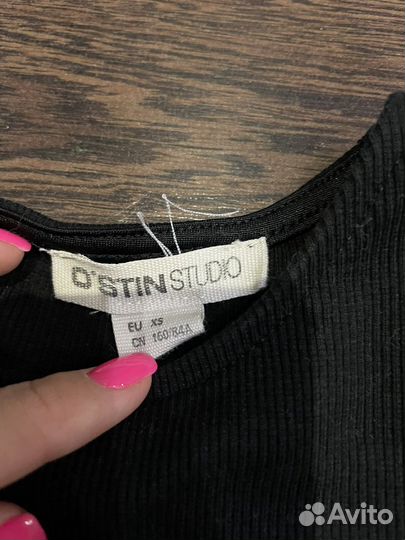 O'STIN STUDIO
EU XS
CN 160/84A
Avito